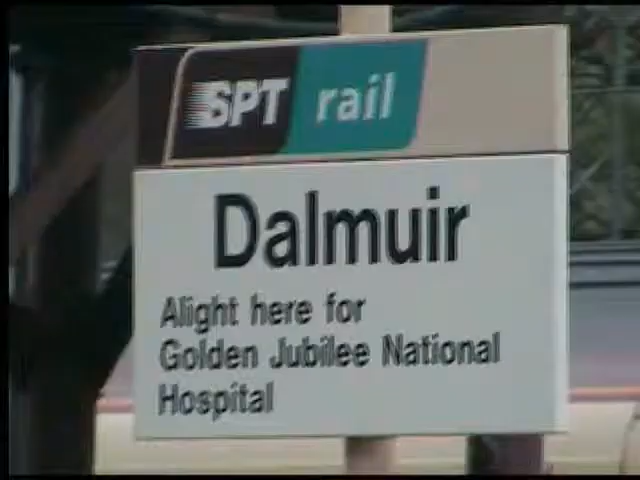 SPT rail
Dalmuir
Alight here for
Golden Jubilee National
Hospital